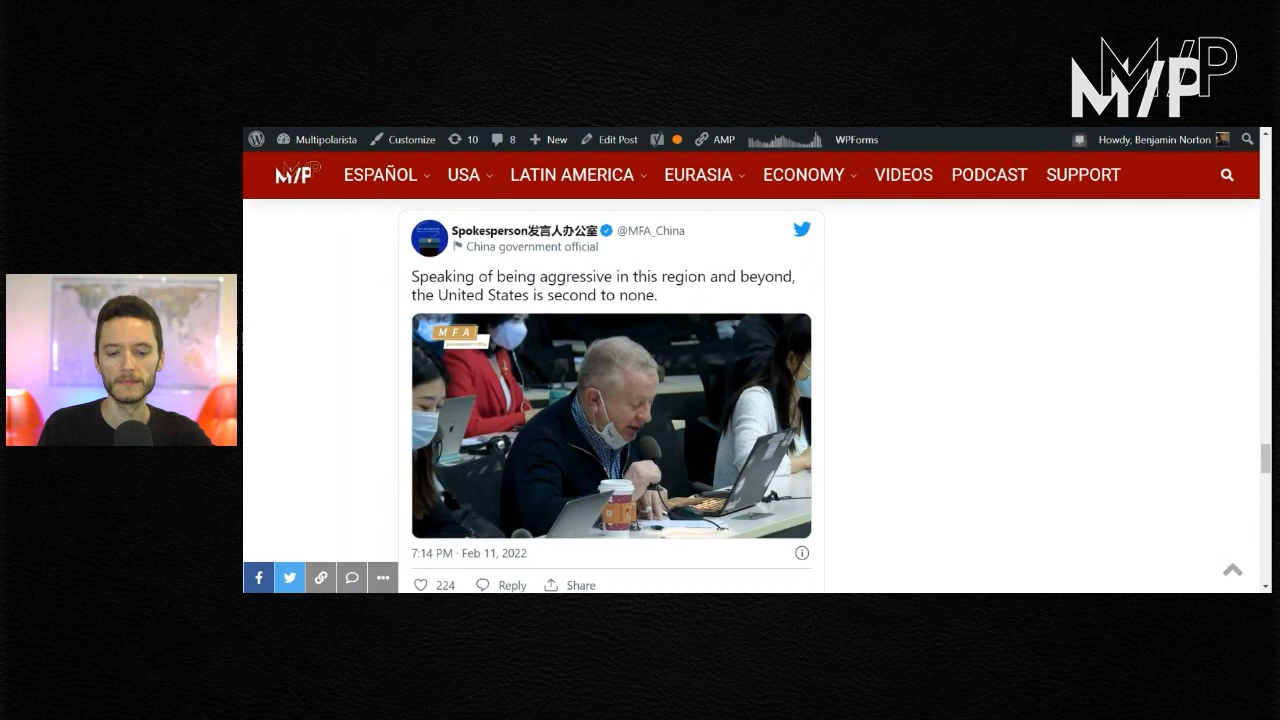 M/P
M/P
Multipolarista Customize 10 8 New Edit Post AMP WPForms Howdy, Benjamin Norton
M/P ESPAÑOL USA LATIN AMERICA EURASIA ECONOMY VIDEOS PODCAST SUPPORT
Spokesperson发言人办公室 @MFA_China
China government official
Speaking of being aggressive in this region and beyond,
the United States is second to none.
MFA
7:14 PM · Feb 11, 2022
224 Reply Share